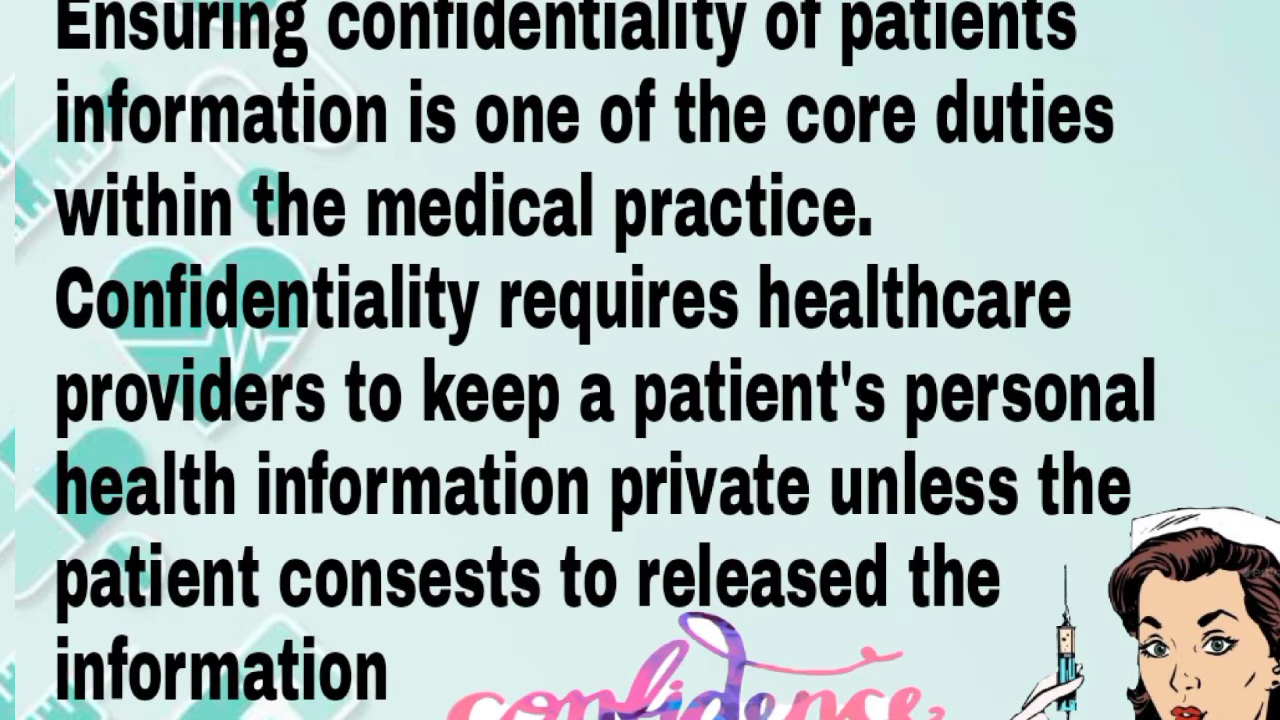 Ensuring confidentiality of patients
information is one of the core duties
within the medical practice.
Confidentiality requires healthcare
providers to keep a patient's personal
health information private unless the
patient consests to released the
information
confidence